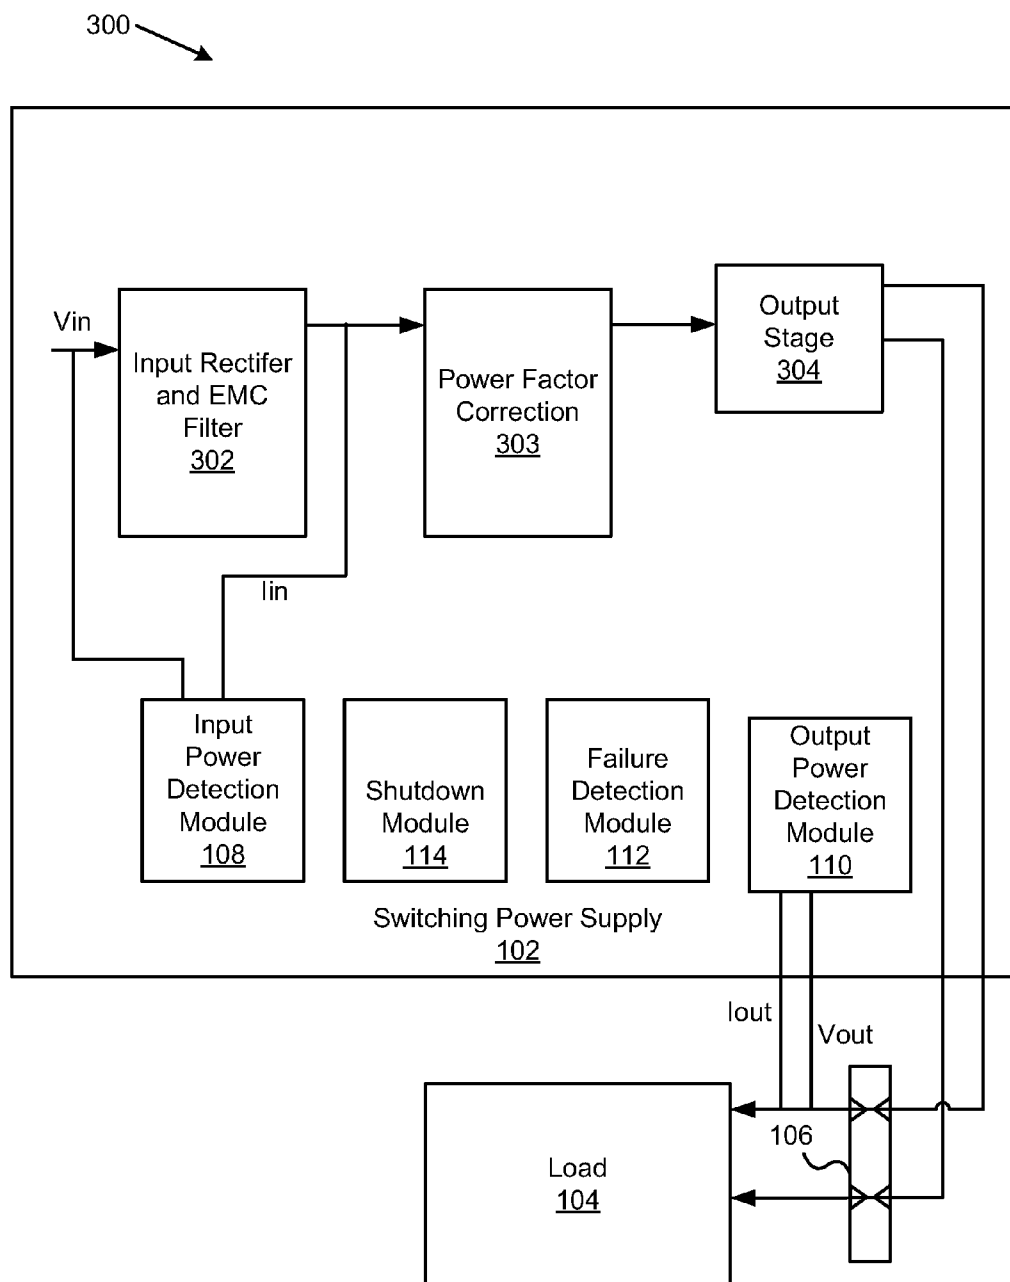 300
Vin
Input Rectifer
and EMC
Filter
302
Power Factor
Correction
303
Output
Stage
304
Iin
Input
Power
Detection
Module
108
Shutdown
Module
114
Failure
Detection
Module
112
Output
Power
Detection
Module
110
Switching Power Supply
102
Iout
Vout
106
Load
104